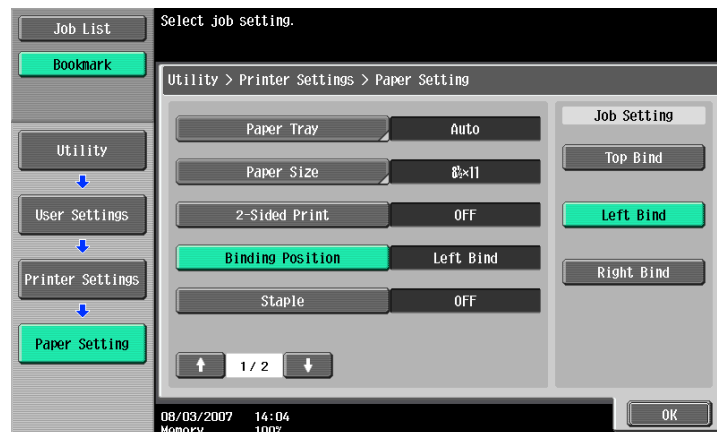 Job List
Select job setting.
Bookmark
Utility > Printer Settings > Paper Setting
Job Setting
Paper Tray Auto
Utility
Top Bind
Paper Size 8½×11
User Settings
2-Sided Print OFF
Left Bind
Binding Position Left Bind
Printer Settings
Right Bind
Staple OFF
Paper Setting
1/ 2
08/03/2007 14:04
OK
Memory 100%